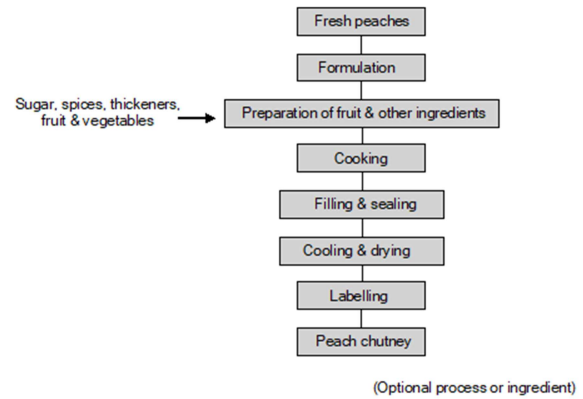 Fresh peaches
Formulation
Sugar, spices, thickeners,
fruit & vegetables
Preparation of fruit & other ingredients
Cooking
Filling & sealing
Cooling & drying
Labelling
Peach chutney
(Optional process or ingredient)